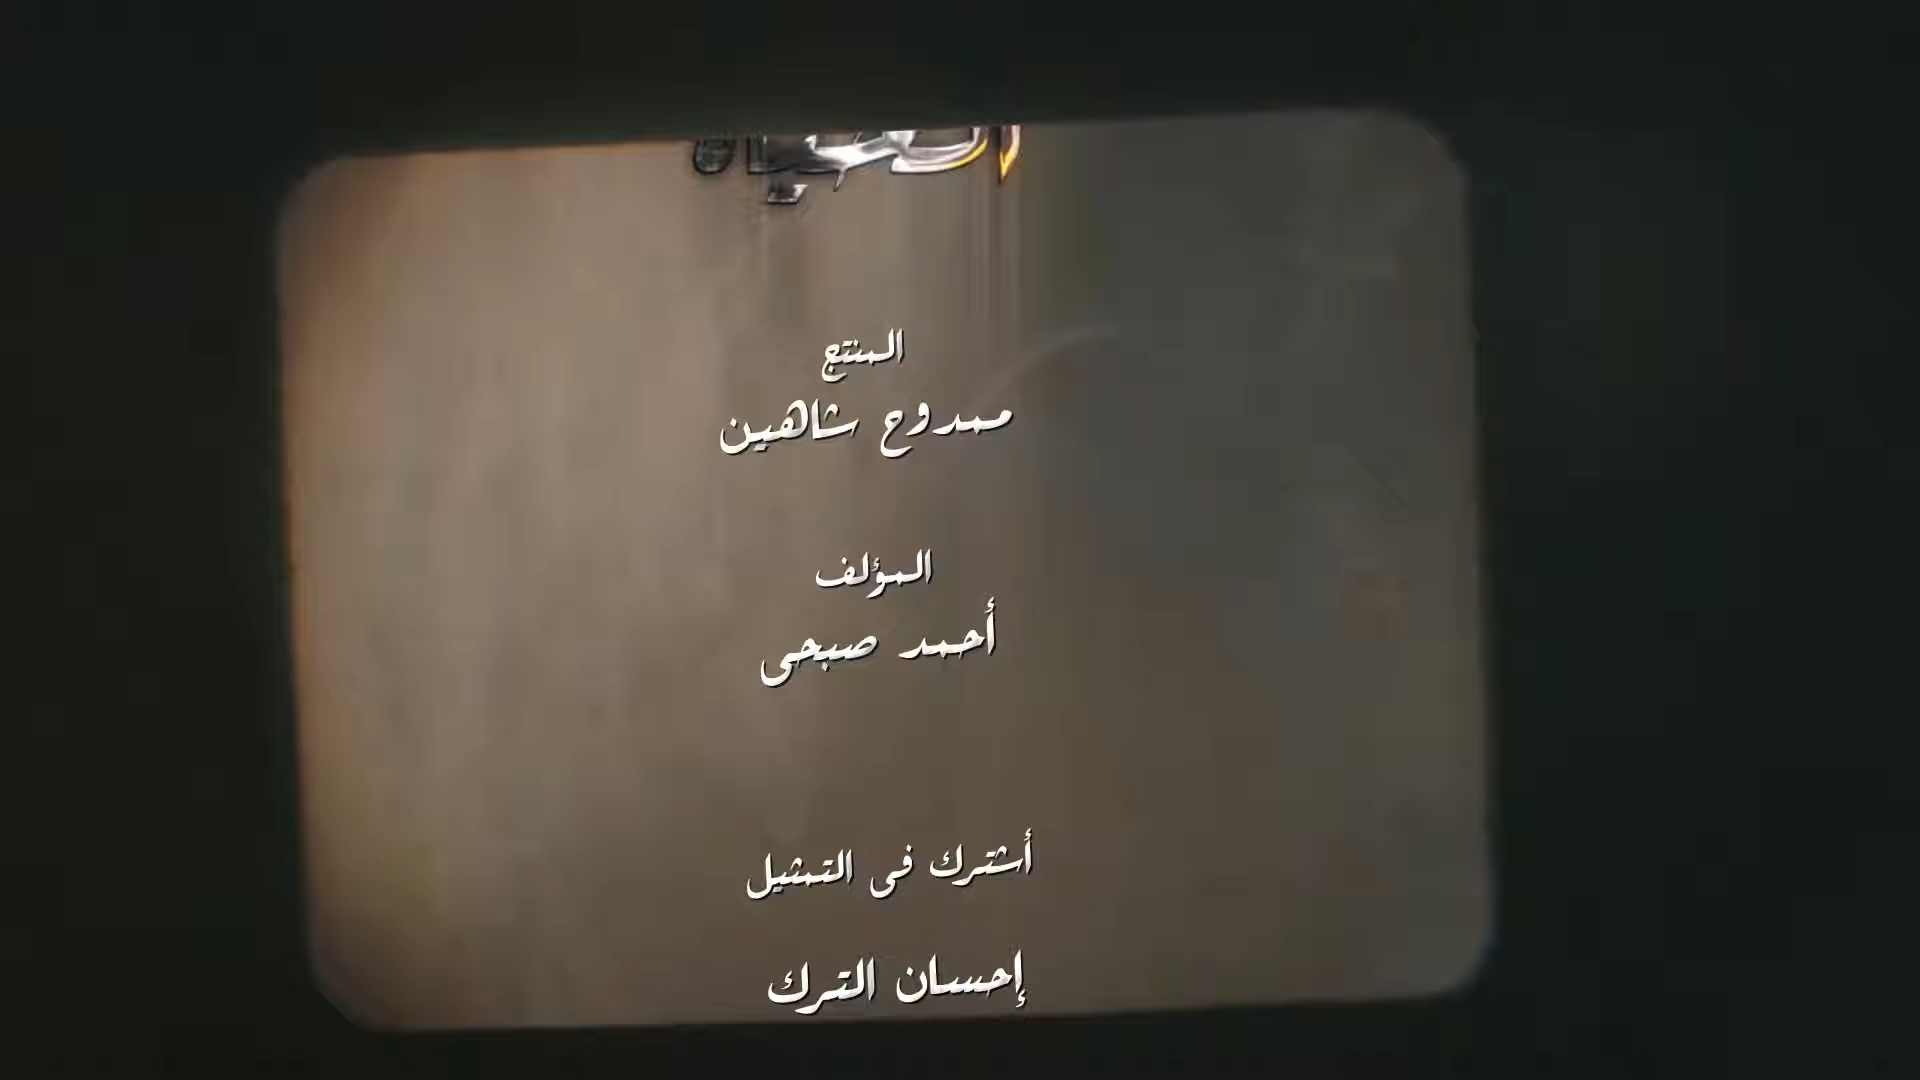 المنتج
ممدوح شاهين
المؤلف
أحمد صبحى
أشترك فى التمثيل
إحسان الترك